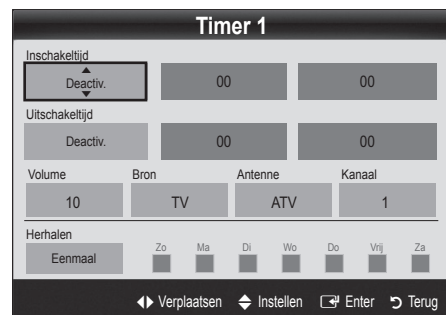 Timer 1
Inschakeltijd
Deactiv. 00 00
Uitschakeltijd
Deactiv. 00 00
Volume Bron Antenne Kanaal
10 TV ATV 1
Herhalen
Zo Ma Di Wo Do Vrij Za
Eenmaal
Verplaatsen Instellen Enter Terug